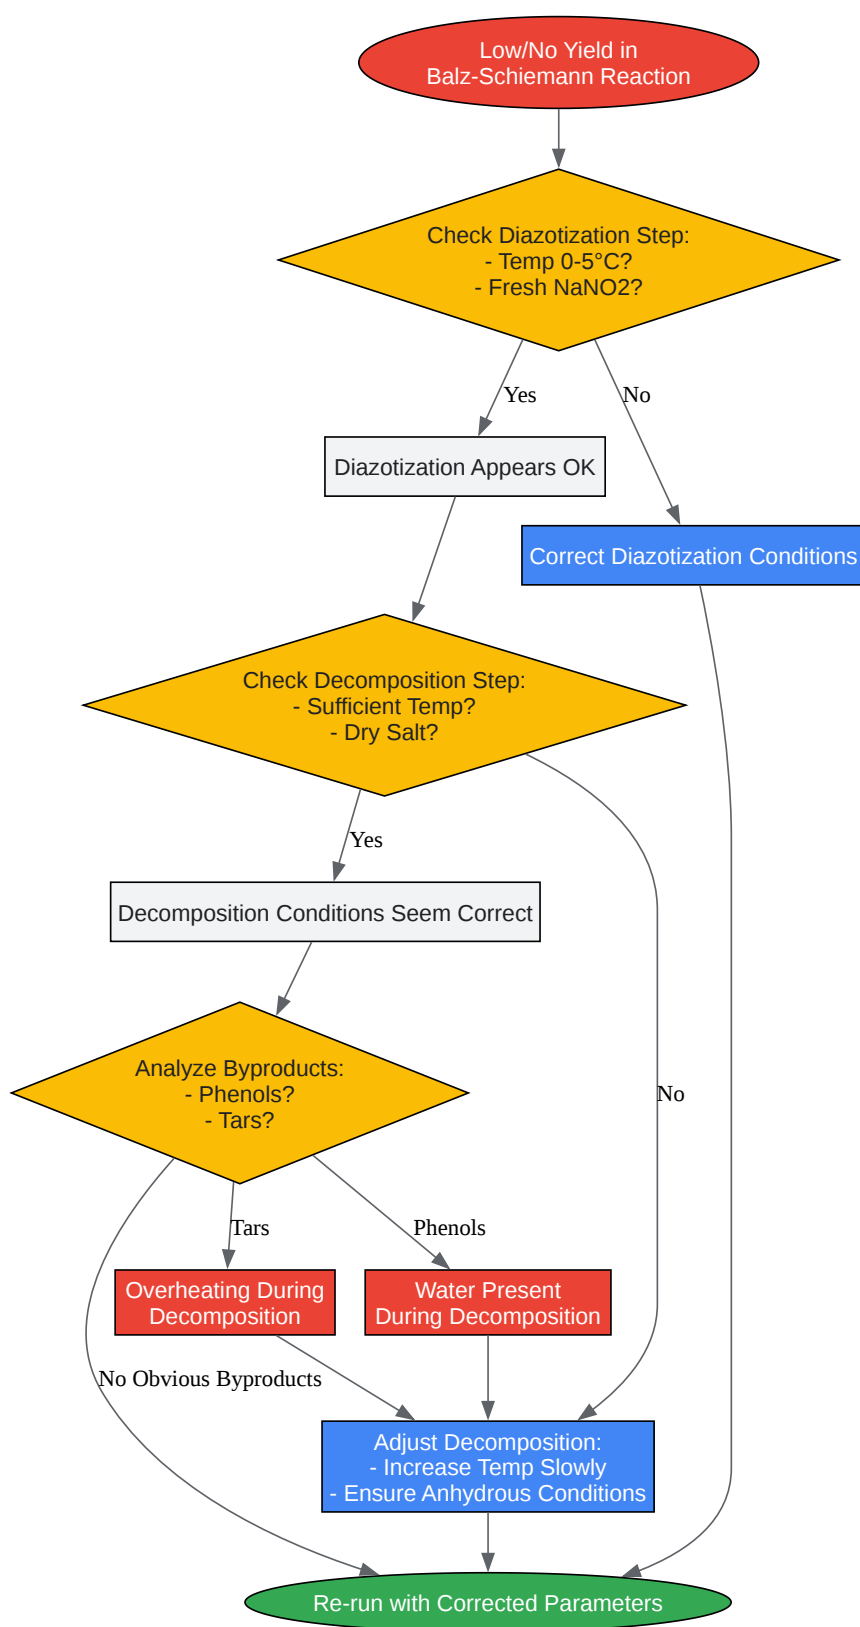 Low/No Yield in
Balz-Schiemann Reaction
Check Diazotization Step:
- Temp 0-5°C?
- Fresh NaNO2?
Yes
No
Diazotization Appears OK
Correct Diazotization Conditions
Check Decomposition Step:
- Sufficient Temp?
- Dry Salt?
Yes
Decomposition Conditions Seem Correct
Analyze Byproducts:
- Phenols?
- Tars?
No
Tars
Phenols
Overheating During
Decomposition
Water Present
During Decomposition
No Obvious Byproducts
Adjust Decomposition:
- Increase Temp Slowly
- Ensure Anhydrous Conditions
Re-run with Corrected Parameters